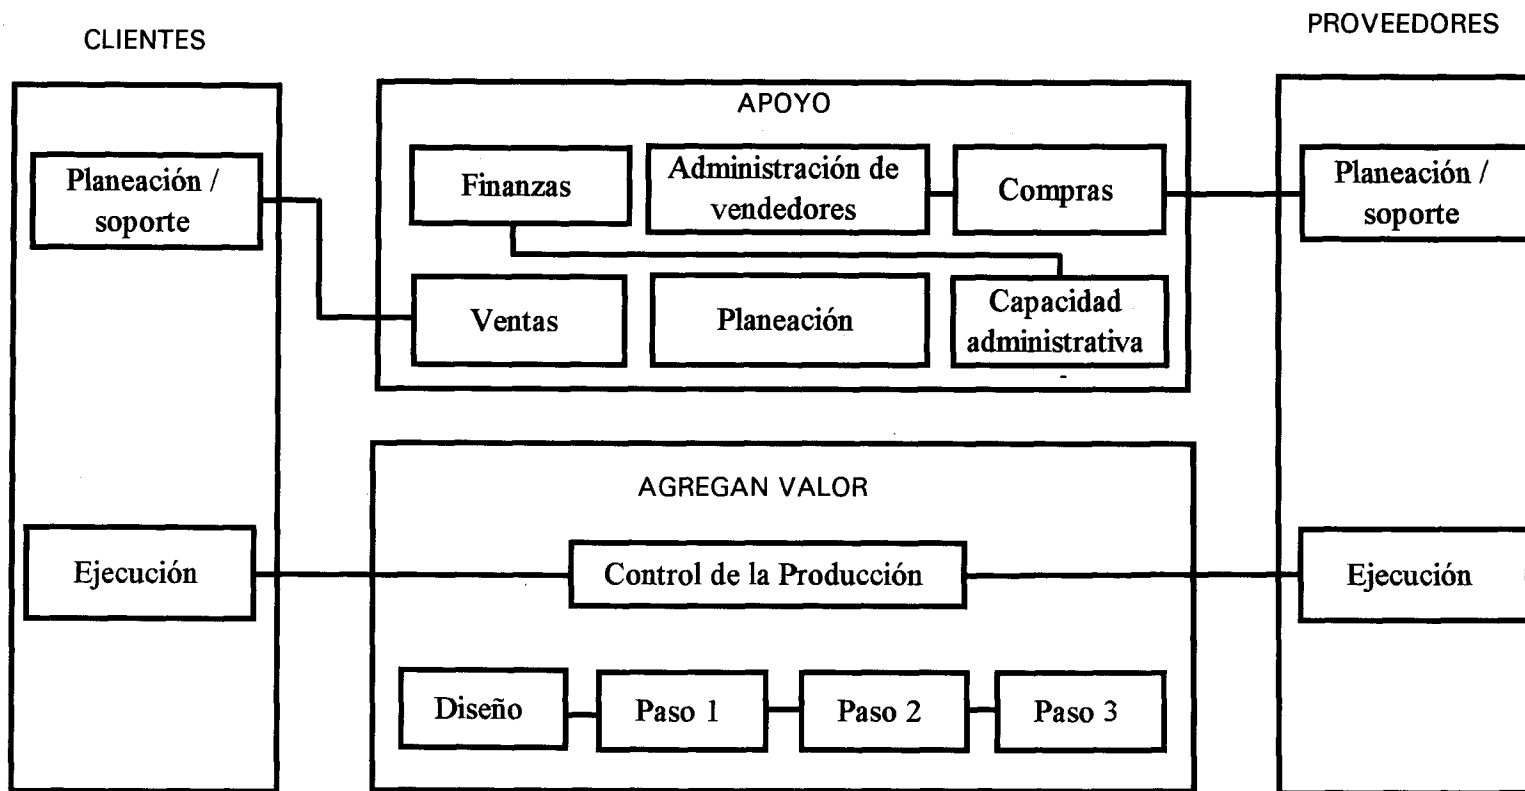 CLIENTES
PROVEEDORES
APOYO
Planeación /
soporte
Finanzas
Administración de
vendedores
Compras
Planeación /
soporte
Ventas
Planeación
Capacidad
administrativa
AGREGAN VALOR
Ejecución
Control de la Producción
Ejecución
Diseño
Paso 1
Paso 2
Paso 3